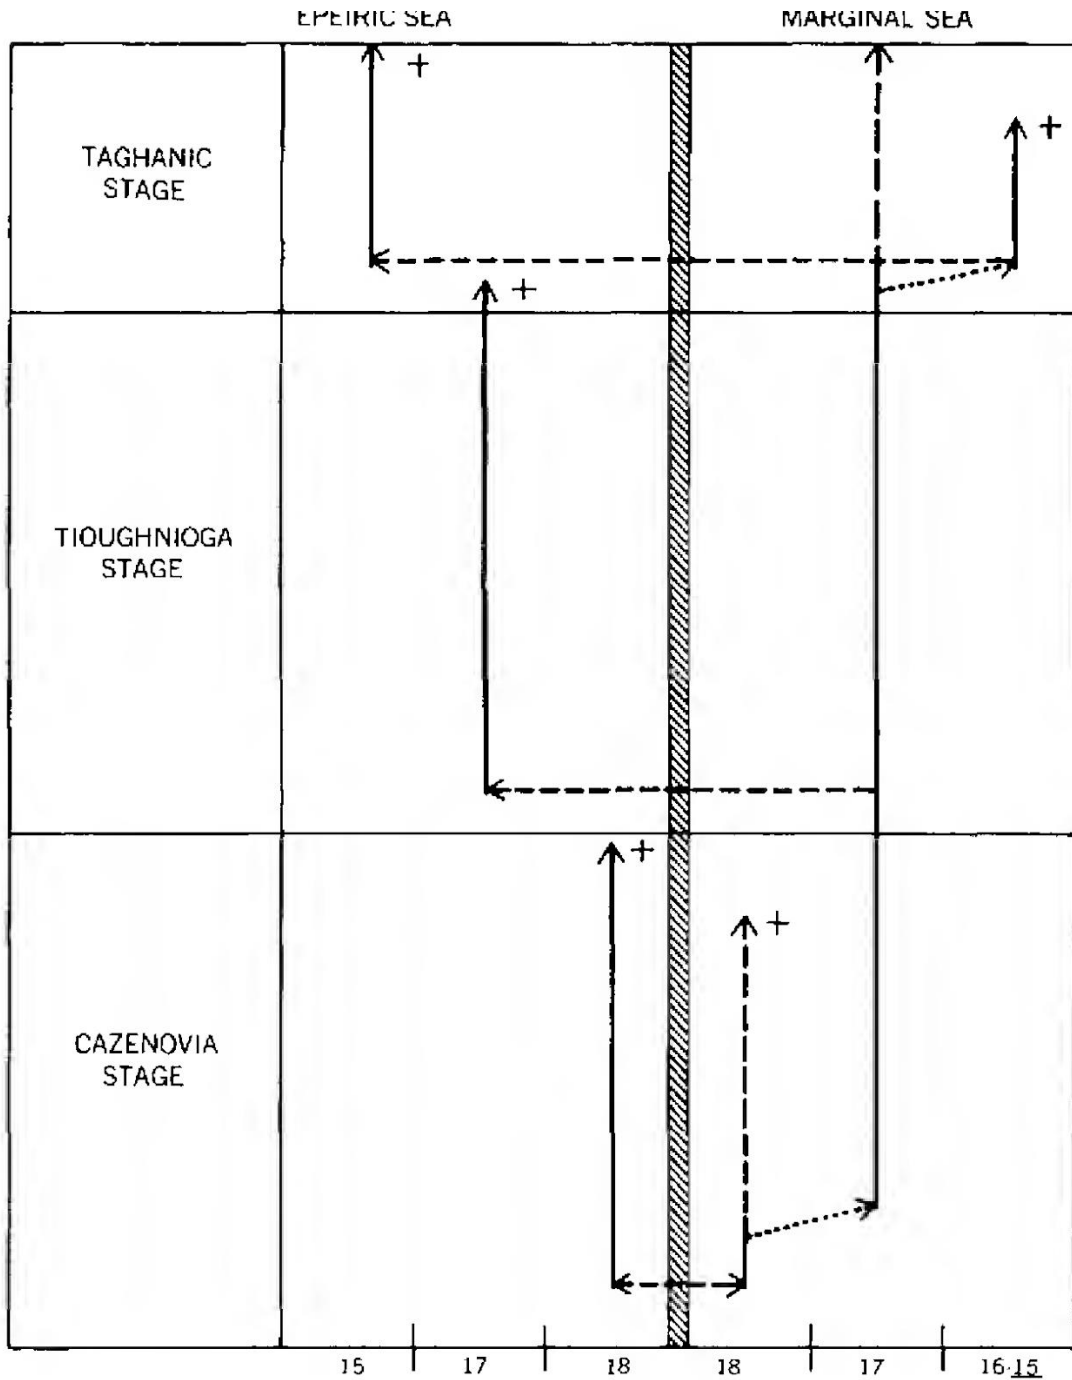 EPEIRIC SEA
MARGINAL SEA
TAGHANIC
STAGE
TIOUGHNIOGA
STAGE
CAZENOVIA
STAGE
15 17 18 18 17 16-15